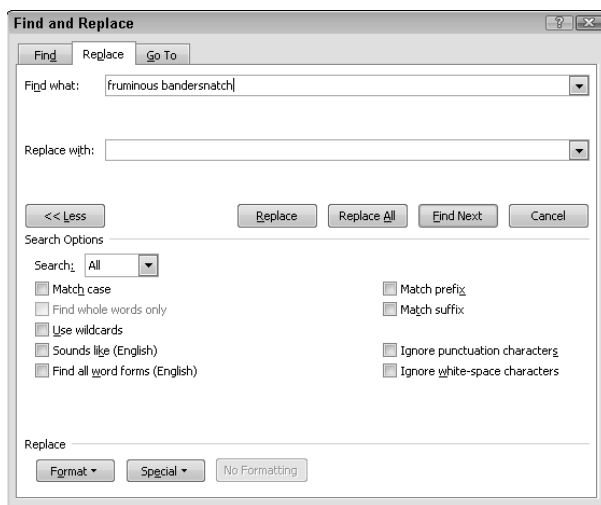 Find and Replace
Find Replace Go To
Find what: fruminous bandersnatch
Replace with:
<< Less Replace Replace All Find Next Cancel
Search Options
Search: All
Match case Match prefix
Find whole words only Match suffix
Use wildcards
Sounds like (English) Ignore punctuation characters
Find all word forms (English) Ignore white-space characters
Replace
Format Special No Formatting